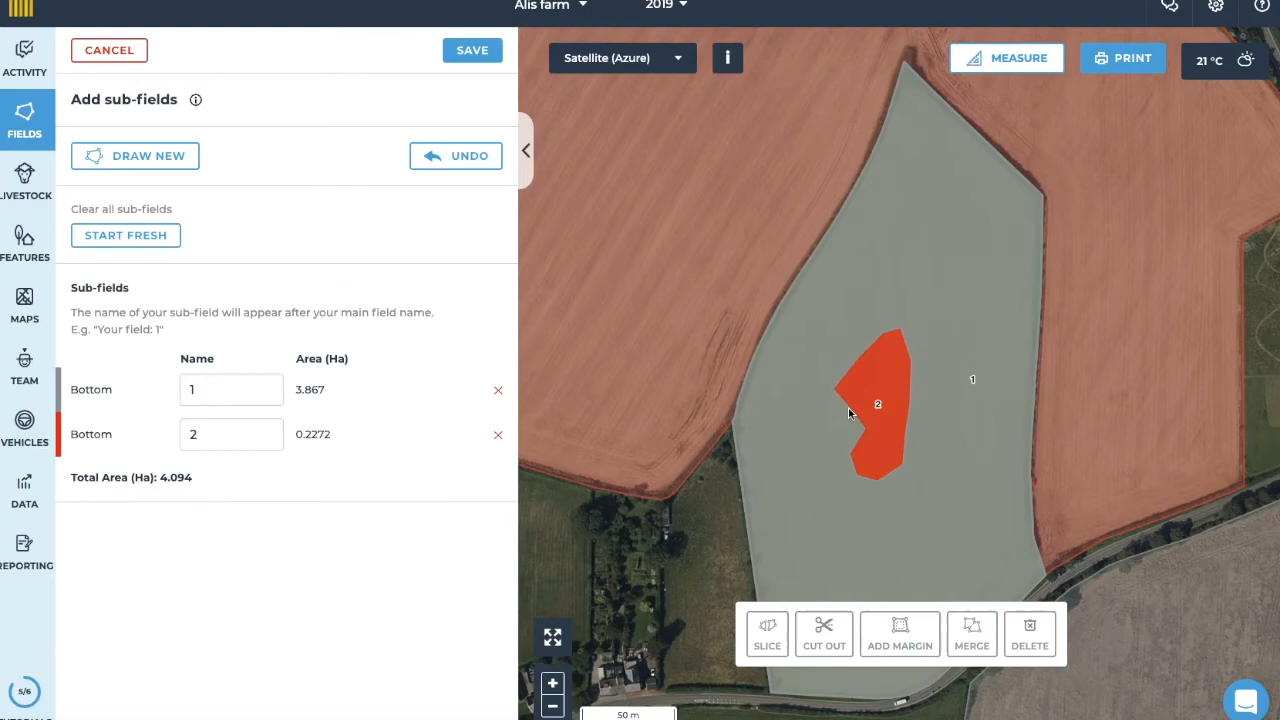 Alis farm
2019
ACTIVITY
FIELDS
LIVESTOCK
FEATURES
MAPS
TEAM
VEHICLES
DATA
REPORTING
5/6
TUTORIALS
CANCEL
SAVE
Add sub-fields
DRAW NEW
UNDO
Clear all sub-fields
START FRESH
Sub-fields
The name of your sub-field will appear after your main field name.
E.g. "Your field: 1"
Name Area (Ha)
Bottom 1 3.867
Bottom 2 0.2272
Total Area (Ha): 4.094
Satellite (Azure)
i
MEASURE
PRINT
21 °C
1
2
SLICE
CUT OUT
ADD MARGIN
MERGE
DELETE
50 m